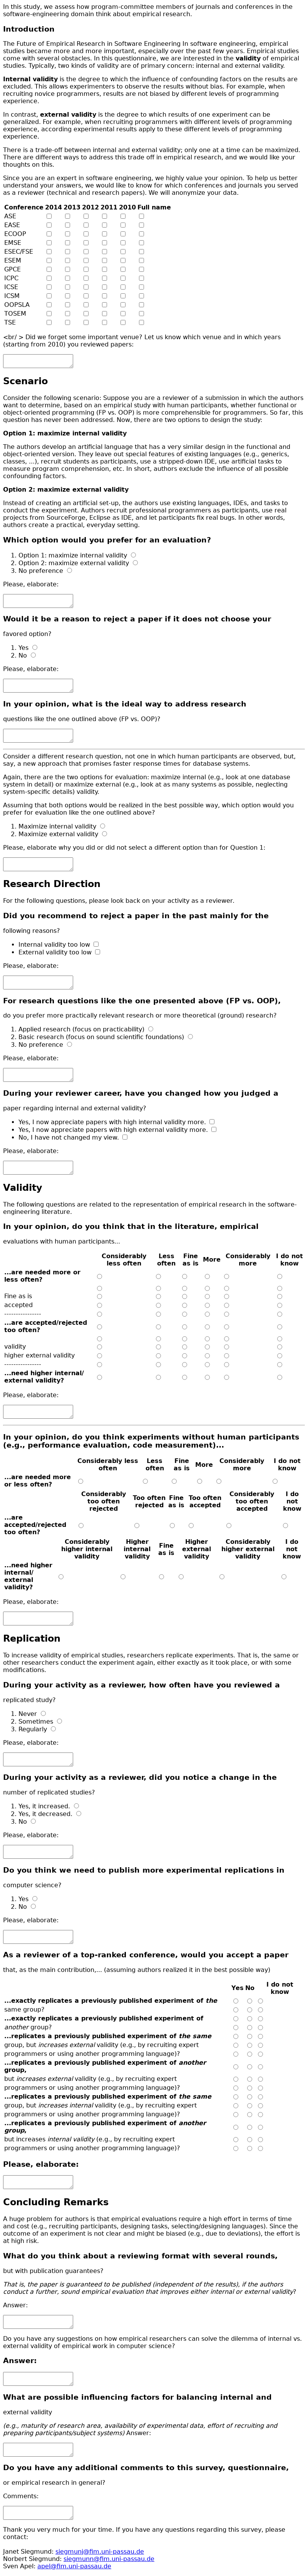 In this study, we assess how program-committee members of journals and conferences in the
software-engineering domain think about empirical research.
Introduction
The Future of Empirical Research in Software Engineering In software engineering, empirical
studies became more and more important, especially over the past few years. Empirical studies
come with several obstacles. In this questionnaire, we are interested in the validity of empirical
studies. Typically, two kinds of validity are of primary concern: internal and external validity.
Internal validity is the degree to which the influence of confounding factors on the results are
excluded. This allows experimenters to observe the results without bias. For example, when
recruiting novice programmers, results are not biased by different levels of programming
experience.
In contrast, external validity is the degree to which results of one experiment can be
generalized. For example, when recruiting programmers with different levels of programming
experience, according experimental results apply to these different levels of programming
experience.
There is a trade-off between internal and external validity; only one at a time can be maximized.
There are different ways to address this trade off in empirical research, and we would like your
thoughts on this.
Since you are an expert in software engineering, we highly value your opinion. To help us better
understand your answers, we would like to know for which conferences and journals you served
as a reviewer (technical and research papers). We will anonymize your data.
Conference 2014 2013 2012 2011 2010 Full name
ASE
EASE
ECOOP
EMSE
ESEC/FSE
ESEM
GPCE
ICPC
ICSE
ICSM
OOPSLA
TOSEM
TSE
<br/ > Did we forget some important venue? Let us know which venue and in which years
(starting from 2010) you reviewed papers:
Scenario
Consider the following scenario: Suppose you are a reviewer of a submission in which the authors
want to determine, based on an empirical study with human participants, whether functional or
object-oriented programming (FP vs. OOP) is more comprehensible for programmers. So far, this
question has never been addressed. Now, there are two options to design the study:
Option 1: maximize internal validity
The authors develop an artificial language that has a very similar design in the functional and
object-oriented version. They leave out special features of existing languages (e.g., generics,
classes, ...), recruit students as participants, use a stripped-down IDE, use artificial tasks to
measure program comprehension, etc. In short, authors exclude the influence of all possible
confounding factors.
Option 2: maximize external validity
Instead of creating an artificial set-up, the authors use existing languages, IDEs, and tasks to
conduct the experiment. Authors recruit professional programmers as participants, use real
projects from SourceForge, Eclipse as IDE, and let participants fix real bugs. In other words,
authors create a practical, everyday setting.
Which option would you prefer for an evaluation?
1. Option 1: maximize internal validity
2. Option 2: maximize external validity
3. No preference
Please, elaborate:
Would it be a reason to reject a paper if it does not choose your
favored option?
1. Yes
2. No
Please, elaborate:
In your opinion, what is the ideal way to address research
questions like the one outlined above (FP vs. OOP)?
Consider a different research question, not one in which human participants are observed, but,
say, a new approach that promises faster response times for database systems.
Again, there are the two options for evaluation: maximize internal (e.g., look at one database
system in detail) or maximize external (e.g., look at as many systems as possible, neglecting
system-specific details) validity.
Assuming that both options would be realized in the best possible way, which option would you
prefer for evaluation like the one outlined above?
1. Maximize internal validity
2. Maximize external validity
Please, elaborate why you did or did not select a different option than for Question 1:
Research Direction
For the following questions, please look back on your activity as a reviewer.
Did you recommend to reject a paper in the past mainly for the
following reasons?
• Internal validity too low
• External validity too low
Please, elaborate:
For research questions like the one presented above (FP vs. OOP),
do you prefer more practically relevant research or more theoretical (ground) research?
1. Applied research (focus on practicability)
2. Basic research (focus on sound scientific foundations)
3. No preference
Please, elaborate:
During your reviewer career, have you changed how you judged a
paper regarding internal and external validity?
• Yes, I now appreciate papers with high internal validity more.
• Yes, I now appreciate papers with high external validity more.
• No, I have not changed my view.
Please, elaborate:
Validity
The following questions are related to the representation of empirical research in the software-
engineering literature.
In your opinion, do you think that in the literature, empirical
evaluations with human participants...
Considerably less often Less often Fine as is More Considerably more I do not know
...are needed more or
less often?
Fine as is
accepted
----------------
...are accepted/rejected
too often?
validity
higher external validity
----------------
...need higher internal/
external validity?
Please, elaborate:
In your opinion, do you think experiments without human participants
(e.g., performance evaluation, code measurement)...
Considerably less often Less often Fine as is More Considerably more I do not know
...are needed more
or less often?
Considerably too often rejected Too often rejected Fine as is Too often accepted Considerably too often accepted I do not know
...are
accepted/rejected
too often?
Considerably higher internal validity Higher internal validity Fine as is Higher external validity Considerably higher external validity I do not know
...need higher
internal/
external
validity?
Please, elaborate:
Replication
To increase validity of empirical studies, researchers replicate experiments. That is, the same or
other researchers conduct the experiment again, either exactly as it took place, or with some
modifications.
During your activity as a reviewer, how often have you reviewed a
replicated study?
1. Never
2. Sometimes
3. Regularly
Please, elaborate:
During your activity as a reviewer, did you notice a change in the
number of replicated studies?
1. Yes, it increased.
2. Yes, it decreased.
3. No
Please, elaborate:
Do you think we need to publish more experimental replications in
computer science?
1. Yes
2. No
Please, elaborate:
As a reviewer of a top-ranked conference, would you accept a paper
that, as the main contribution,... (assuming authors realized it in the best possible way)
Yes No I do not know
...exactly replicates a previously published experiment of the
same group?
...exactly replicates a previously published experiment of
another group?
...replicates a previously published experiment of the same
group, but increases external validity (e.g., by recruiting expert
programmers or using another programming language)?
...replicates a previously published experiment of another
group,
but increases external validity (e.g., by recruiting expert
programmers or using another programming language)?
...replicates a previously published experiment of the same
group, but increases internal validity (e.g., by recruiting expert
programmers or using another programming language)?
...replicates a previously published experiment of another
group,
but increases internal validity (e.g., by recruiting expert
programmers or using another programming language)?
Please, elaborate:
Concluding Remarks
A huge problem for authors is that empirical evaluations require a high effort in terms of time
and cost (e.g., recruiting participants, designing tasks, selecting/designing languages). Since the
outcome of an experiment is not clear and might be biased (e.g., due to deviations), the effort is
at high risk.
What do you think about a reviewing format with several rounds,
but with publication guarantees?
That is, the paper is guaranteed to be published (independent of the results), if the authors
conduct a further, sound empirical evaluation that improves either internal or external validity?
Answer:
Do you have any suggestions on how empirical researchers can solve the dilemma of internal vs.
external validity of empirical work in computer science?
Answer:
What are possible influencing factors for balancing internal and
external validity
(e.g., maturity of research area, availability of experimental data, effort of recruiting and
preparing participants/subject systems) Answer:
Do you have any additional comments to this survey, questionnaire,
or empirical research in general?
Comments:
Thank you very much for your time. If you have any questions regarding this survey, please
contact:
Janet Siegmund: siegmunj@fim.uni-passau.de
Norbert Siegmund: siegmunn@fim.uni-passau.de
Sven Apel: apel@fim.uni-passau.de